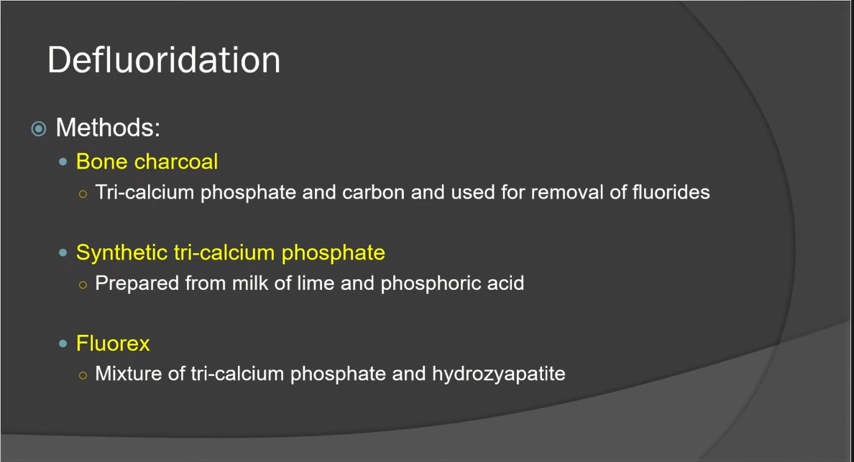 Defluoridation
Methods:
Bone charcoal
Tri-calcium phosphate and carbon and used for removal of fluorides
Synthetic tri-calcium phosphate
Prepared from milk of lime and phosphoric acid
Fluorex
Mixture of tri-calcium phosphate and hydrozyapatite